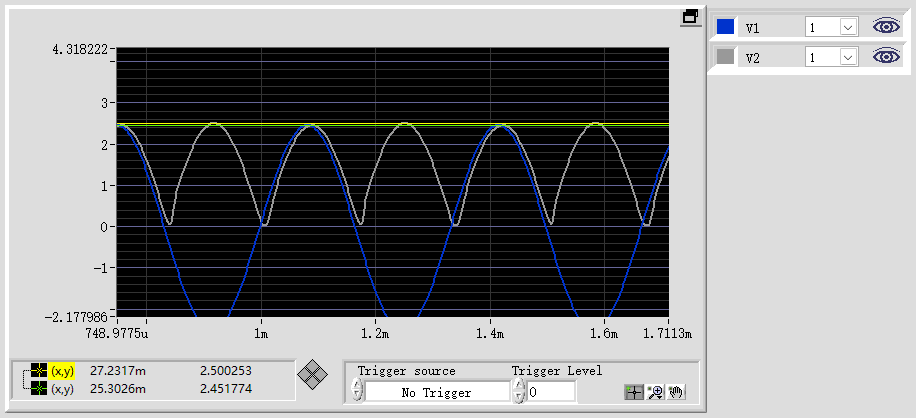 V1 1
V2 1
4.318222
3
2
1
0
-1
-2.177986
748.9775u 1m 1.2m 1.4m 1.6m 1.7113m
(x,y) 27.2317m 2.500253
(x,y) 25.3026m 2.451774
Trigger source Trigger Level
No Trigger 0